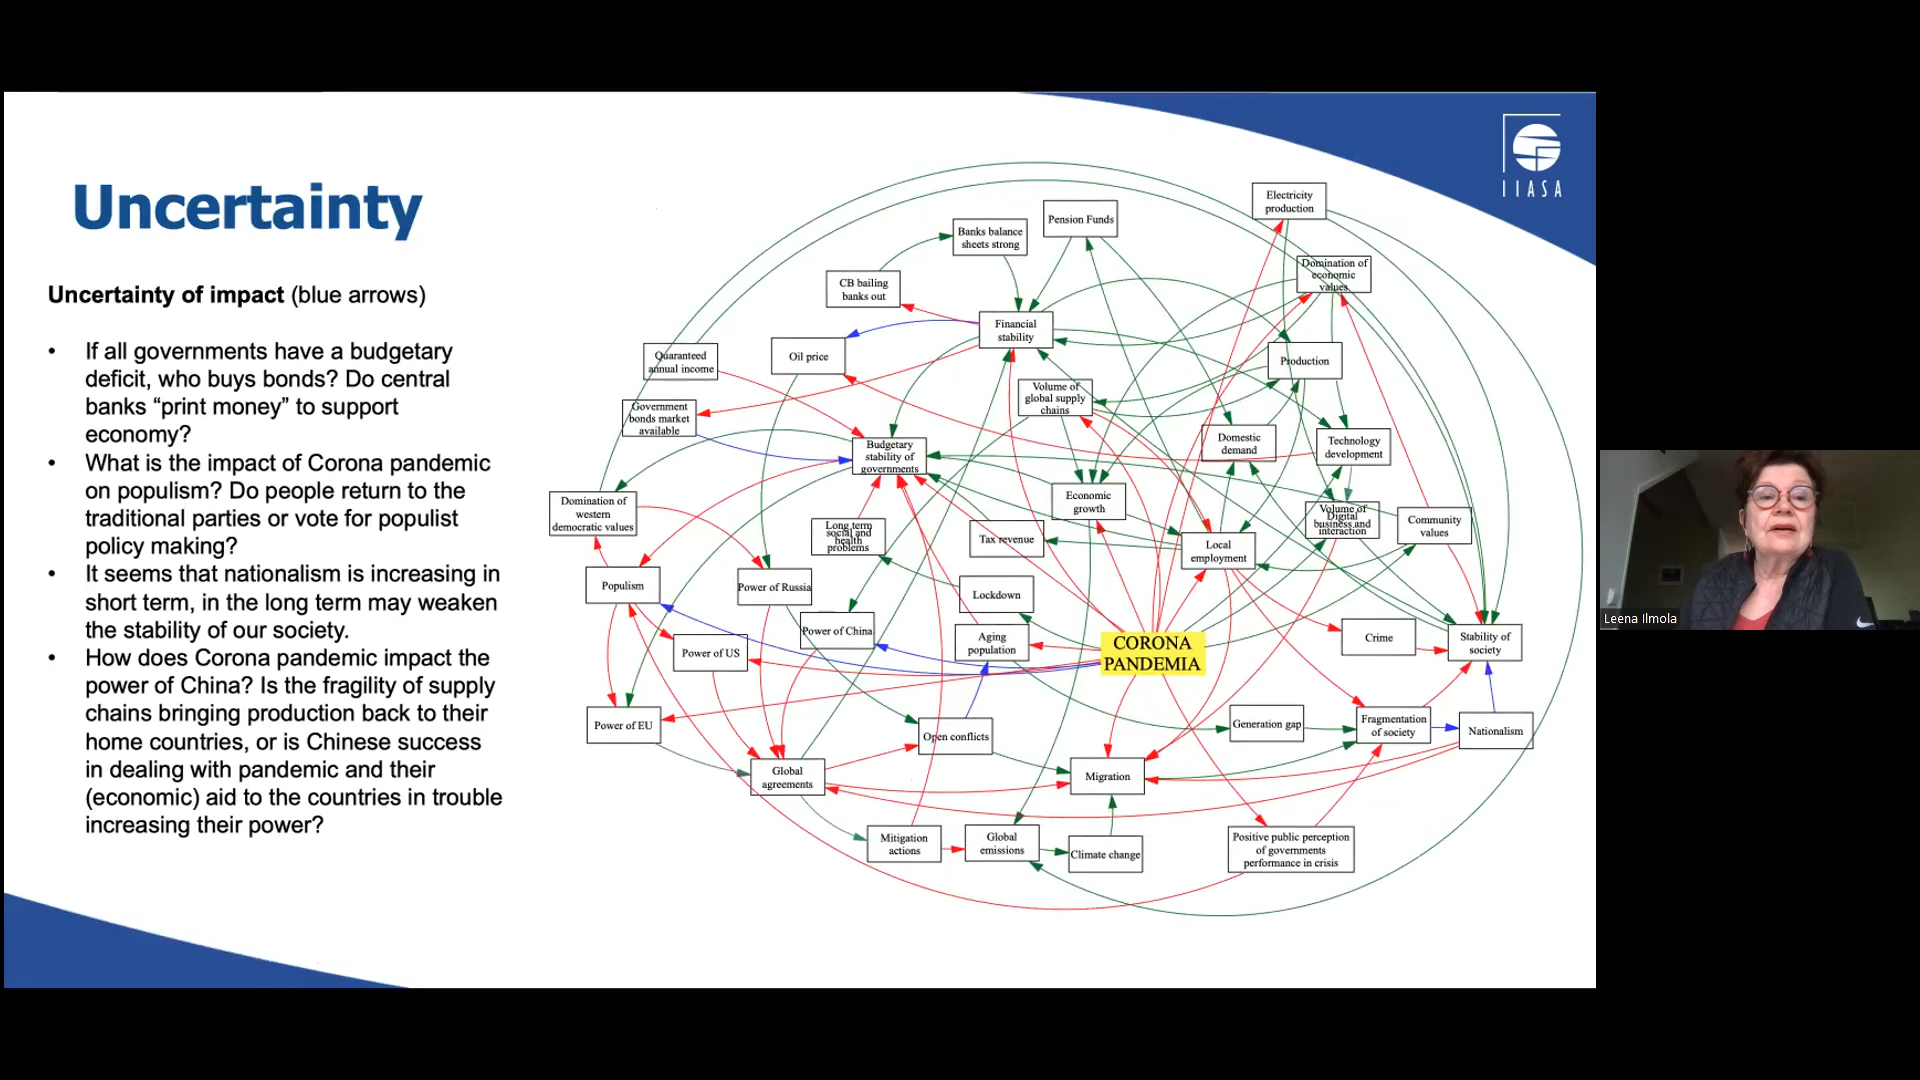 Uncertainty
Uncertainty of impact (blue arrows)
• If all governments have a budgetary
deficit, who buys bonds? Do central
banks “print money” to support
economy?
• What is the impact of Corona pandemic
on populism? Do people return to the
traditional parties or vote for populist
policy making?
• It seems that nationalism is increasing in
short term, in the long term may weaken
the stability of our society.
• How does Corona pandemic impact the
power of China? Is the fragility of supply
chains bringing production back to their
home countries, or is Chinese success
in dealing with pandemic and their
(economic) aid to the countries in trouble
increasing their power?
IIASA
Electricity
production
Pension Funds
Banks balance
sheets strong
Domination of
economic
values
CB bailing
banks out
Financial
stability
Quaranteed
annual income
Oil price
Production
Volume of
global supply
chains
Government
bonds market
available
Budgetary
stability of
governments
Domestic
demand
Technology
development
Domination of
western
democratic values
Economic
growth
Long term
social and
health
problems
Tax revenue
Volume of
Digital
business and
interaction
Community
values
Local
employment
Populism
Power of Russia
Lockdown
Power of China
Aging
population
CORONA
PANDEMIA
Crime
Stability of
society
Power of US
Power of EU
Open conflicts
Generation gap
Fragmentation
of society
Nationalism
Global
agreements
Migration
Mitigation
actions
Global
emissions
Climate change
Positive public perception
of governments
performance in crisis
Leena Ilmola